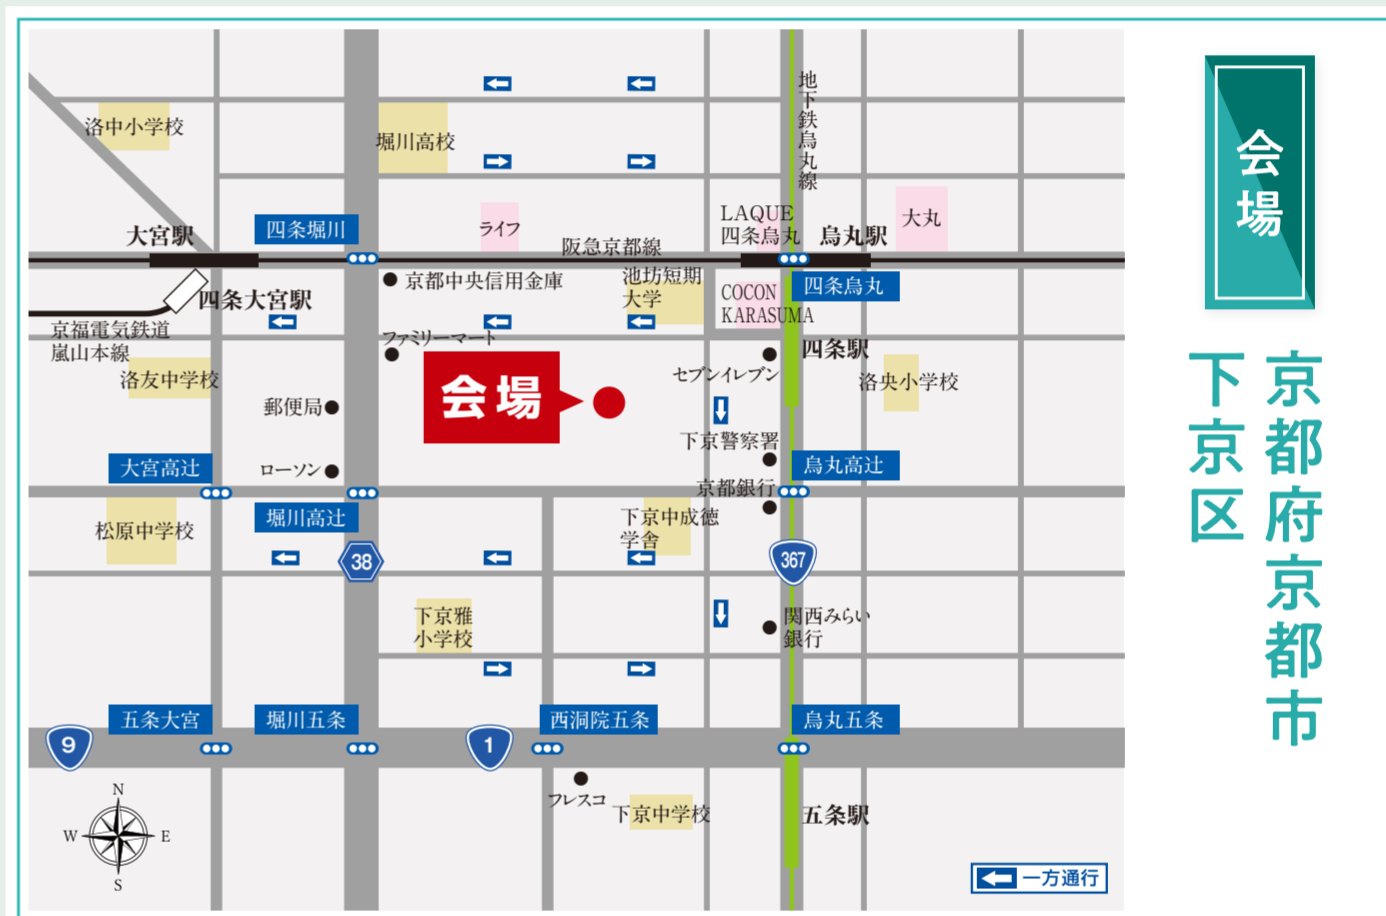 会場
京都府京都市
下京区
地下鉄烏丸線
洛中小学校
堀川高校
大宮駅
四条堀川
ライフ
阪急京都線
LAQUE
四条烏丸
烏丸駅
大丸
四条大宮駅
京都中央信用金庫
池坊短期
大学
COCON
KARASUMA
四条烏丸
京福電気鉄道
嵐山本線
ファミリーマート
四条駅
洛友中学校
郵便局
会場
セブンイレブン
洛央小学校
下京警察署
大宮高辻
ローソン
烏丸高辻
京都銀行
松原中学校
堀川高辻
下京中成徳
学舎
38
367
下京雅
小学校
関西みらい
銀行
五条大宮
堀川五条
西洞院五条
烏丸五条
9
1
フレスコ
下京中学校
五条駅
N
W
E
S
一方通行